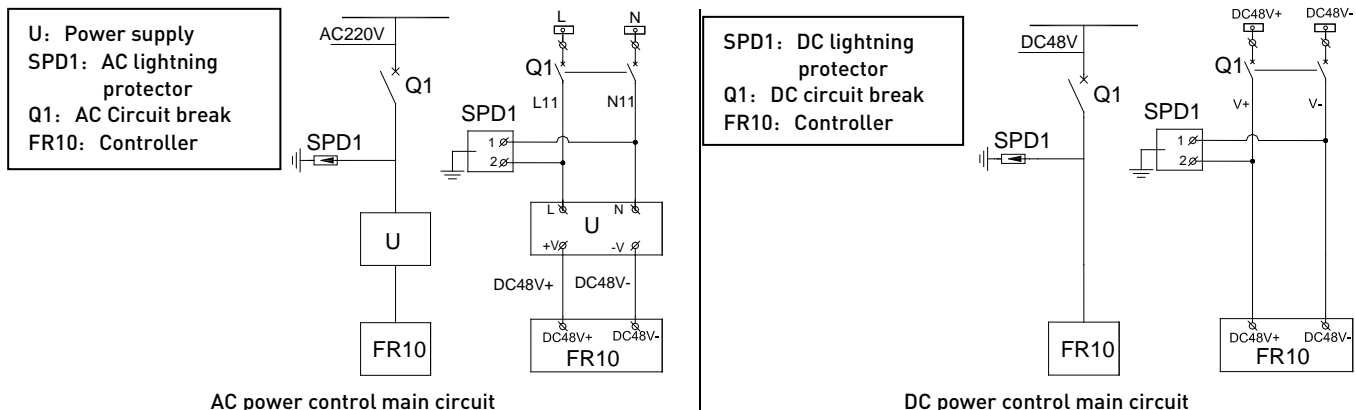 U： Power supply
SPD1： AC lightning
protector
Q1： AC Circuit break
FR10： Controller
AC220V
Q1
SPD1
U
FR10
L
N
Q1
L11
N11
SPD1
1
2
L
N
U
+V
-V
DC48V+
DC48V-
DC48V+
DC48V-
FR10
AC power control main circuit
SPD1： DC lightning
protector
Q1： DC circuit break
FR10： Controller
DC48V
Q1
SPD1
FR10
DC48V+
DC48V-
Q1
V+
V-
SPD1
1
2
DC48V+
DC48V-
FR10
DC power control main circuit